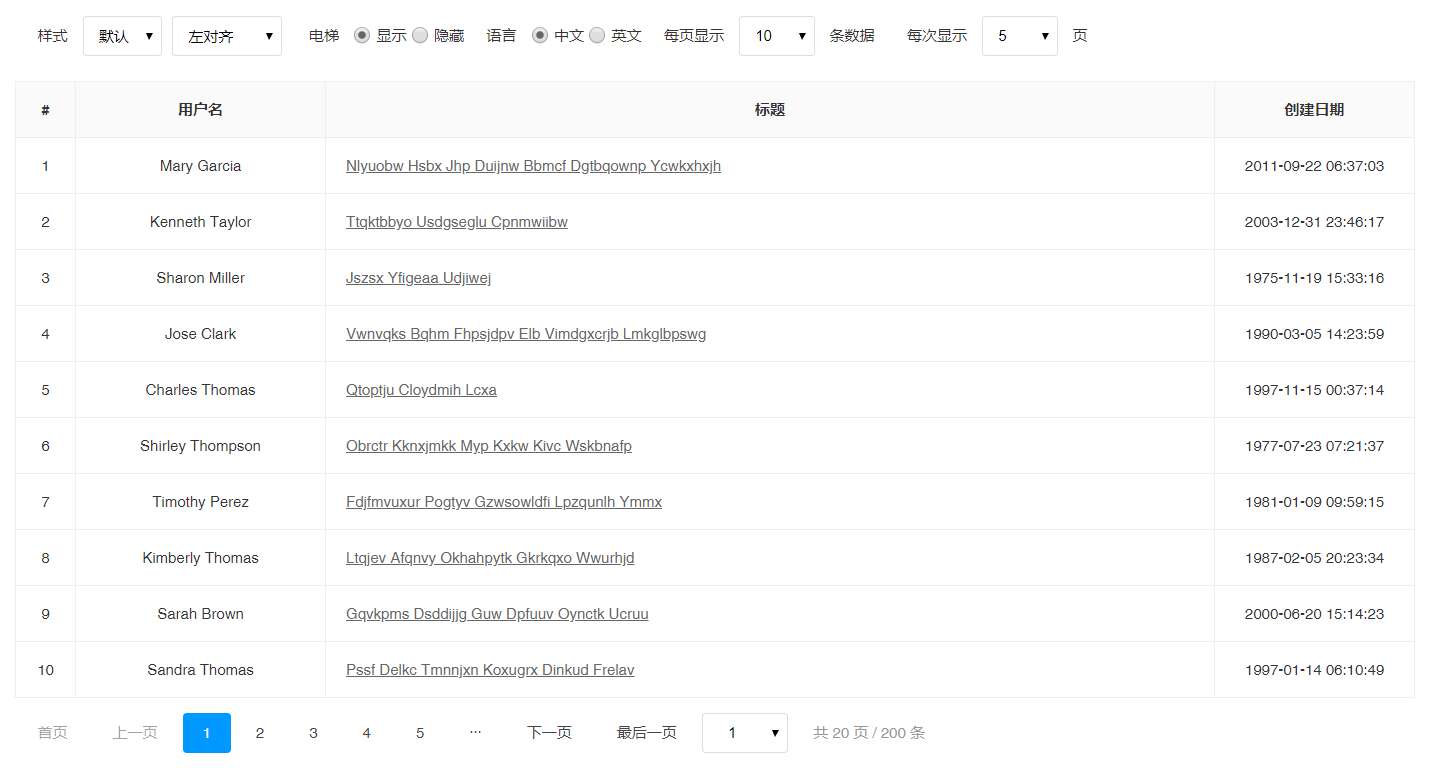 样式 默认 左对齐 电梯 显示 隐藏 语言 中文 英文 每页显示 10 条数据 每次显示 5 页
# 用户名 标题 创建日期
1 Mary Garcia Nlyuobw Hsbx Jhp Duijnw Bbmcf Dgtbqownp Ycwkxhxjh 2011-09-22 06:37:03
2 Kenneth Taylor Ttqktbbyo Usdgseglu Cpnmwiibw 2003-12-31 23:46:17
3 Sharon Miller Jszsx Yfigeaa Udjiwej 1975-11-19 15:33:16
4 Jose Clark Vwnvqks Bqhm Fhpsjdpv Elb Vimdgxcrjb Lmkglbpswg 1990-03-05 14:23:59
5 Charles Thomas Qtoptju Cloydmih Lcxa 1997-11-15 00:37:14
6 Shirley Thompson Obrctr Kknxjmkk Myp Kxkw Kivc Wskbnafp 1977-07-23 07:21:37
7 Timothy Perez Fdjfmvuxur Pogtyv Gzwsowldfi Lpzqunlh Ymmx 1981-01-09 09:59:15
8 Kimberly Thomas Ltqjev Afqnvy Okhahpytk Gkrkqxo Wwurhjd 1987-02-05 20:23:34
9 Sarah Brown Gqvkpms Dsddijjg Guw Dpfuuv Oynctk Ucruu 2000-06-20 15:14:23
10 Sandra Thomas Pssf Delkc Tmnnjxn Koxugrx Dinkud Frelav 1997-01-14 06:10:49
首页 上一页 1 2 3 4 5 ··· 下一页 最后一页 1 共 20 页 / 200 条